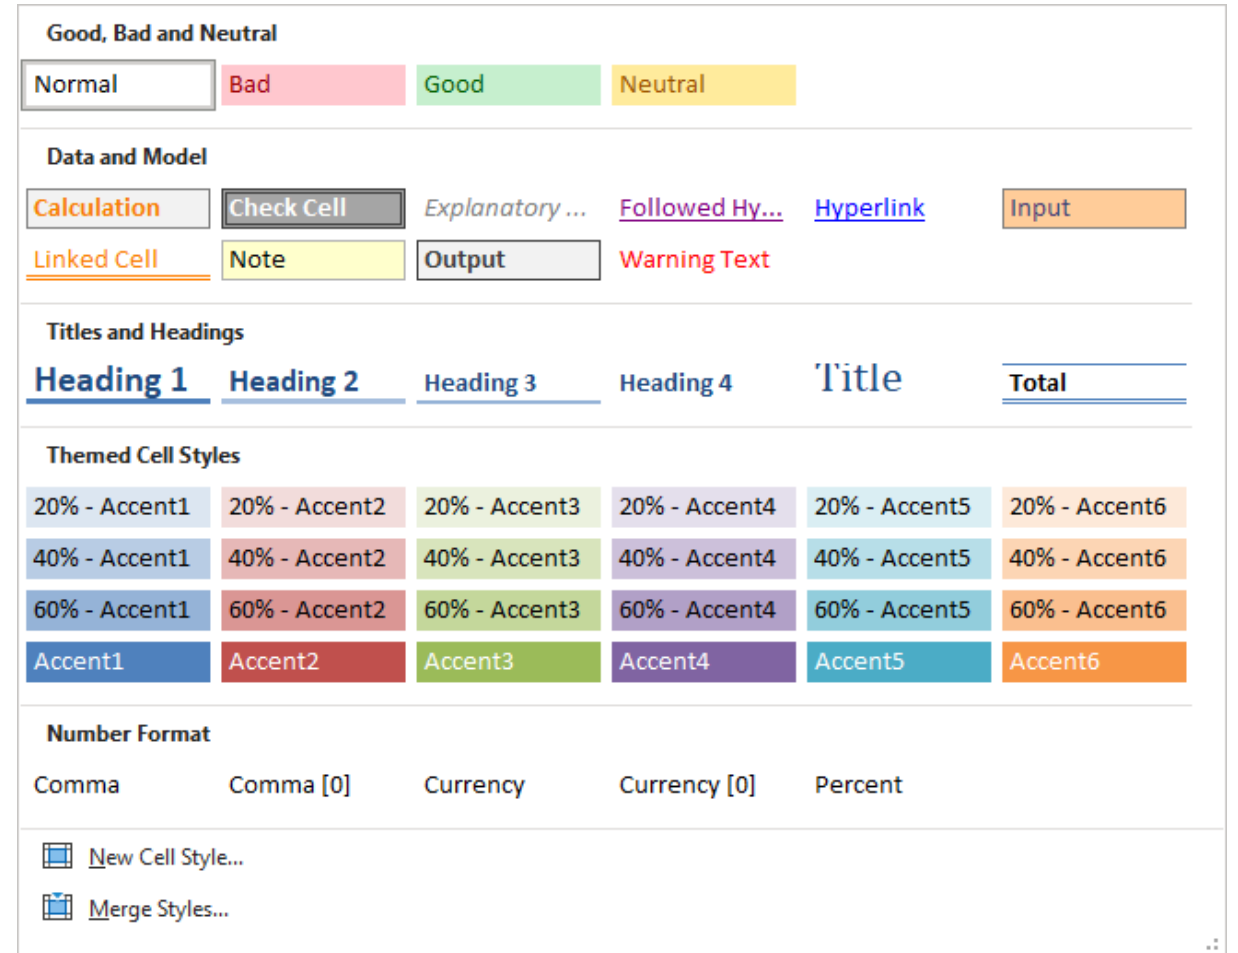 Good, Bad and Neutral
Normal Bad Good Neutral
Data and Model
Calculation Check Cell Explanatory ... Followed Hy... Hyperlink Input
Linked Cell Note Output Warning Text
Titles and Headings
Heading 1 Heading 2 Heading 3 Heading 4 Title Total
Themed Cell Styles
20% - Accent1 20% - Accent2 20% - Accent3 20% - Accent4 20% - Accent5 20% - Accent6
40% - Accent1 40% - Accent2 40% - Accent3 40% - Accent4 40% - Accent5 40% - Accent6
60% - Accent1 60% - Accent2 60% - Accent3 60% - Accent4 60% - Accent5 60% - Accent6
Accent1 Accent2 Accent3 Accent4 Accent5 Accent6
Number Format
Comma Comma [0] Currency Currency [0] Percent
New Cell Style...
Merge Styles...